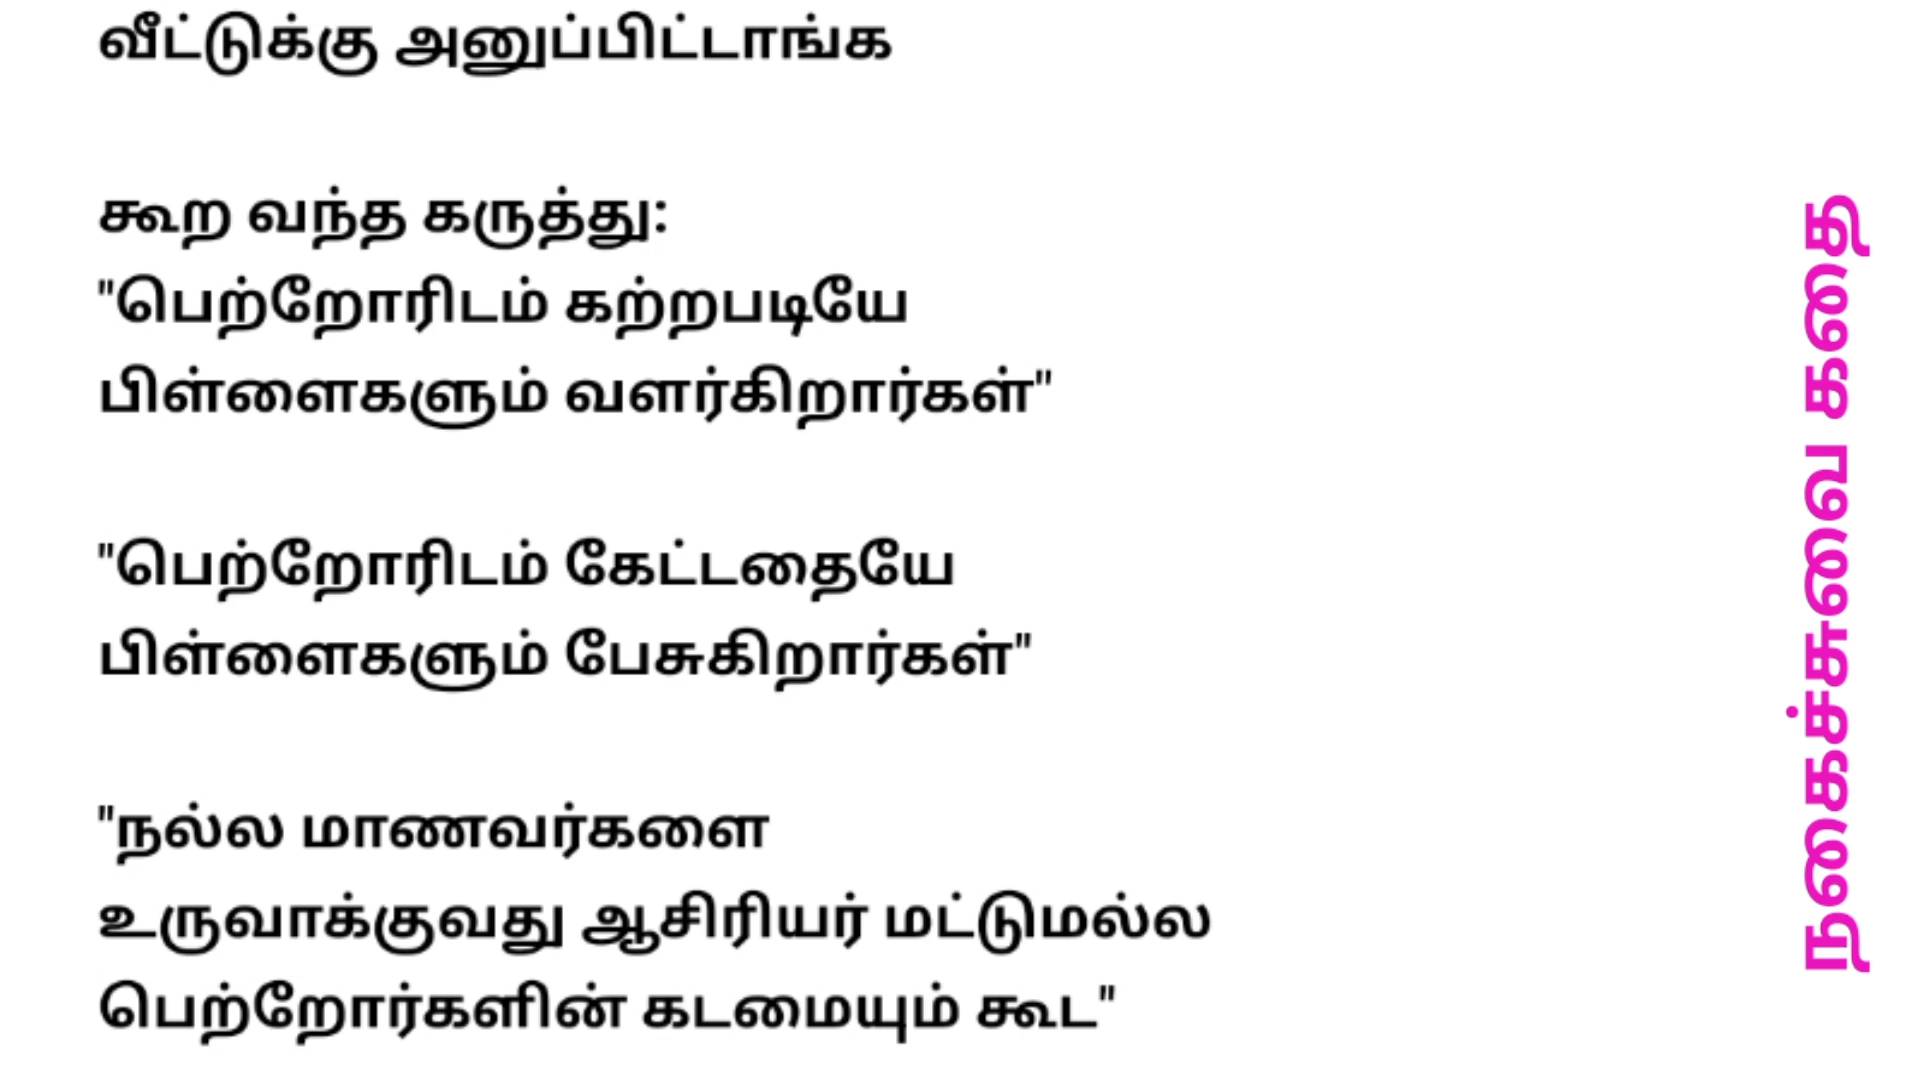 வீட்டுக்கு அனுப்பிட்டாங்க
கூற வந்த கருத்து:
"பெற்றோரிடம் கற்றபடியே
பிள்ளைகளும் வளர்கிறார்கள்"
"பெற்றோரிடம் கேட்டதையே
பிள்ளைகளும் பேசுகிறார்கள்"
"நல்ல மாணவர்களை
உருவாக்குவது ஆசிரியர் மட்டுமல்ல
பெற்றோர்களின் கடமையும் கூட"
நகைச்சுவை கதை